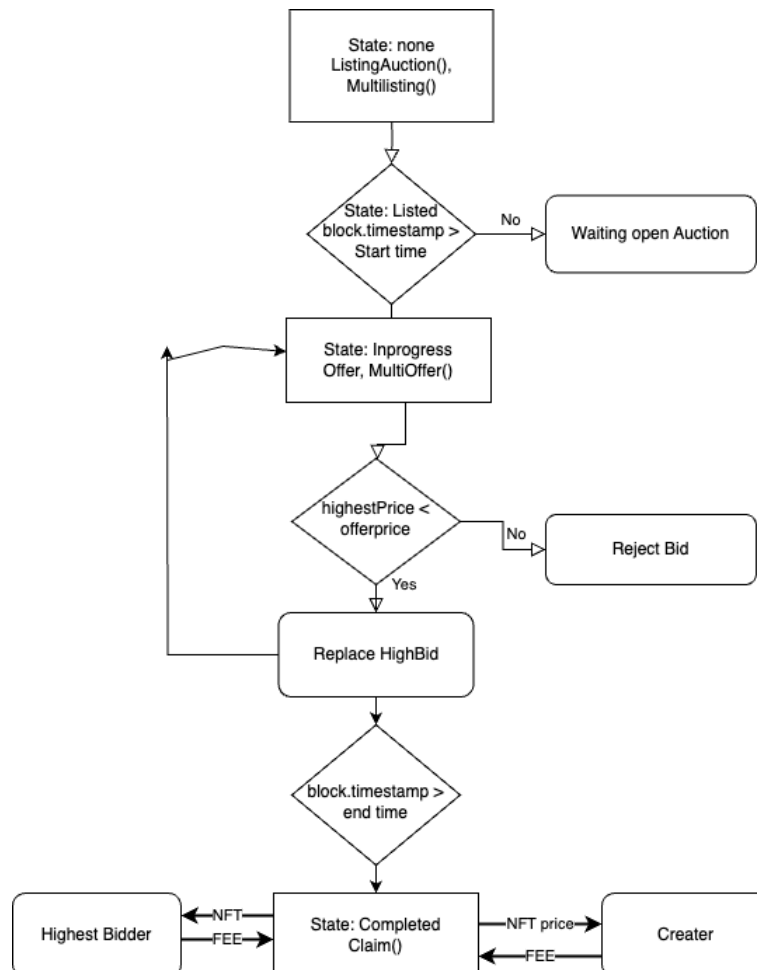 State: none
ListingAuction(),
Multilisting()
State: Listed
block.timestamp >
Start time
No
Waiting open Auction
State: Inprogress
Offer, MultiOffer()
highestPrice <
offerprice
No
Reject Bid
Yes
Replace HighBid
block.timestamp >
end time
Highest Bidder
NFT
FEE
State: Completed
Claim()
NFT price
FEE
Creater